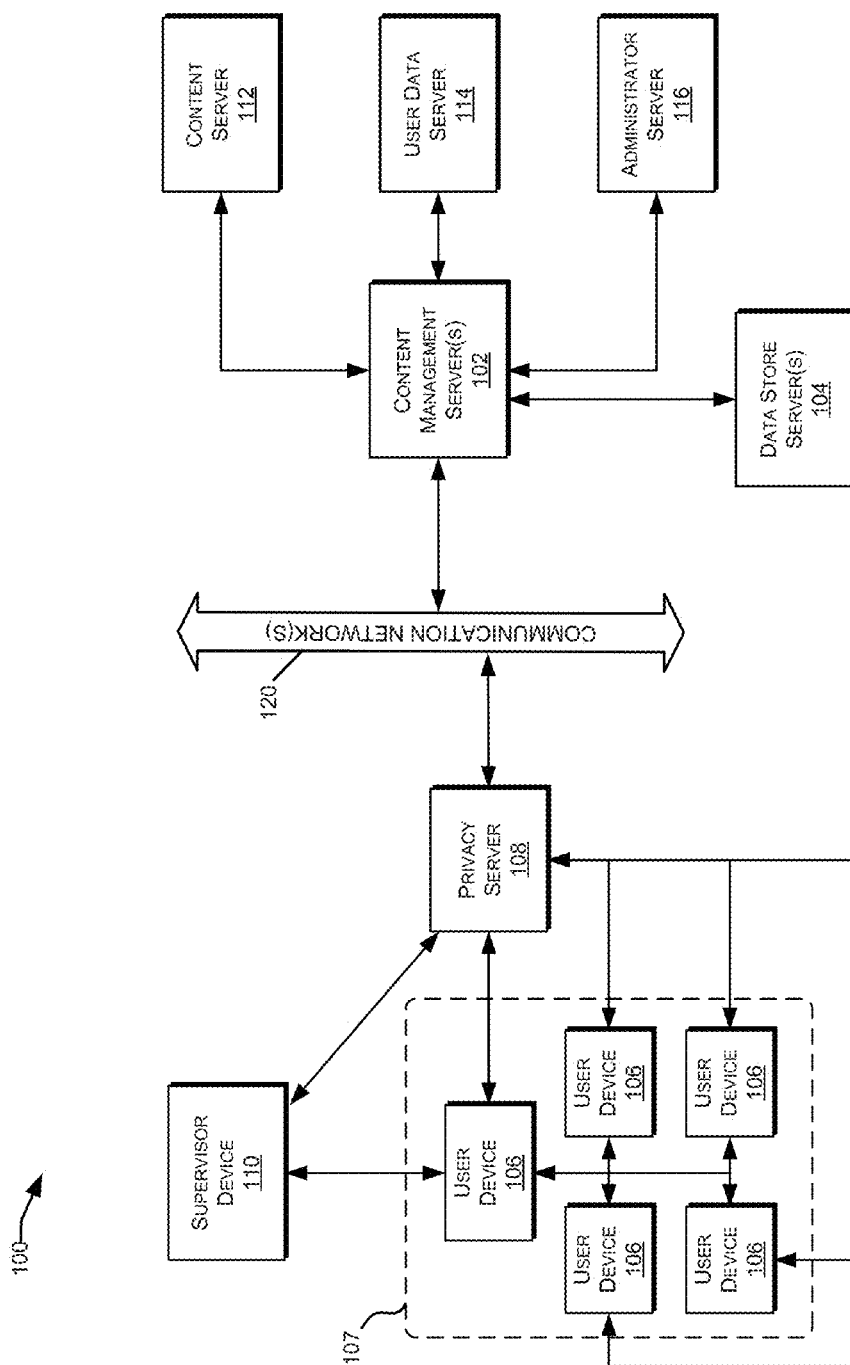 100
SUPERVISOR
DEVICE
110
107
USER
DEVICE
106
USER
DEVICE
106
USER
DEVICE
106
USER
DEVICE
106
USER
DEVICE
106
PRIVACY
SERVER
108
120
COMMUNICATION NETWORK(S)
CONTENT
MANAGEMENT
SERVER(S)
102
DATA STORE
SERVER(S)
104
CONTENT
SERVER
112
USER DATA
SERVER
114
ADMINISTRATOR
SERVER
116